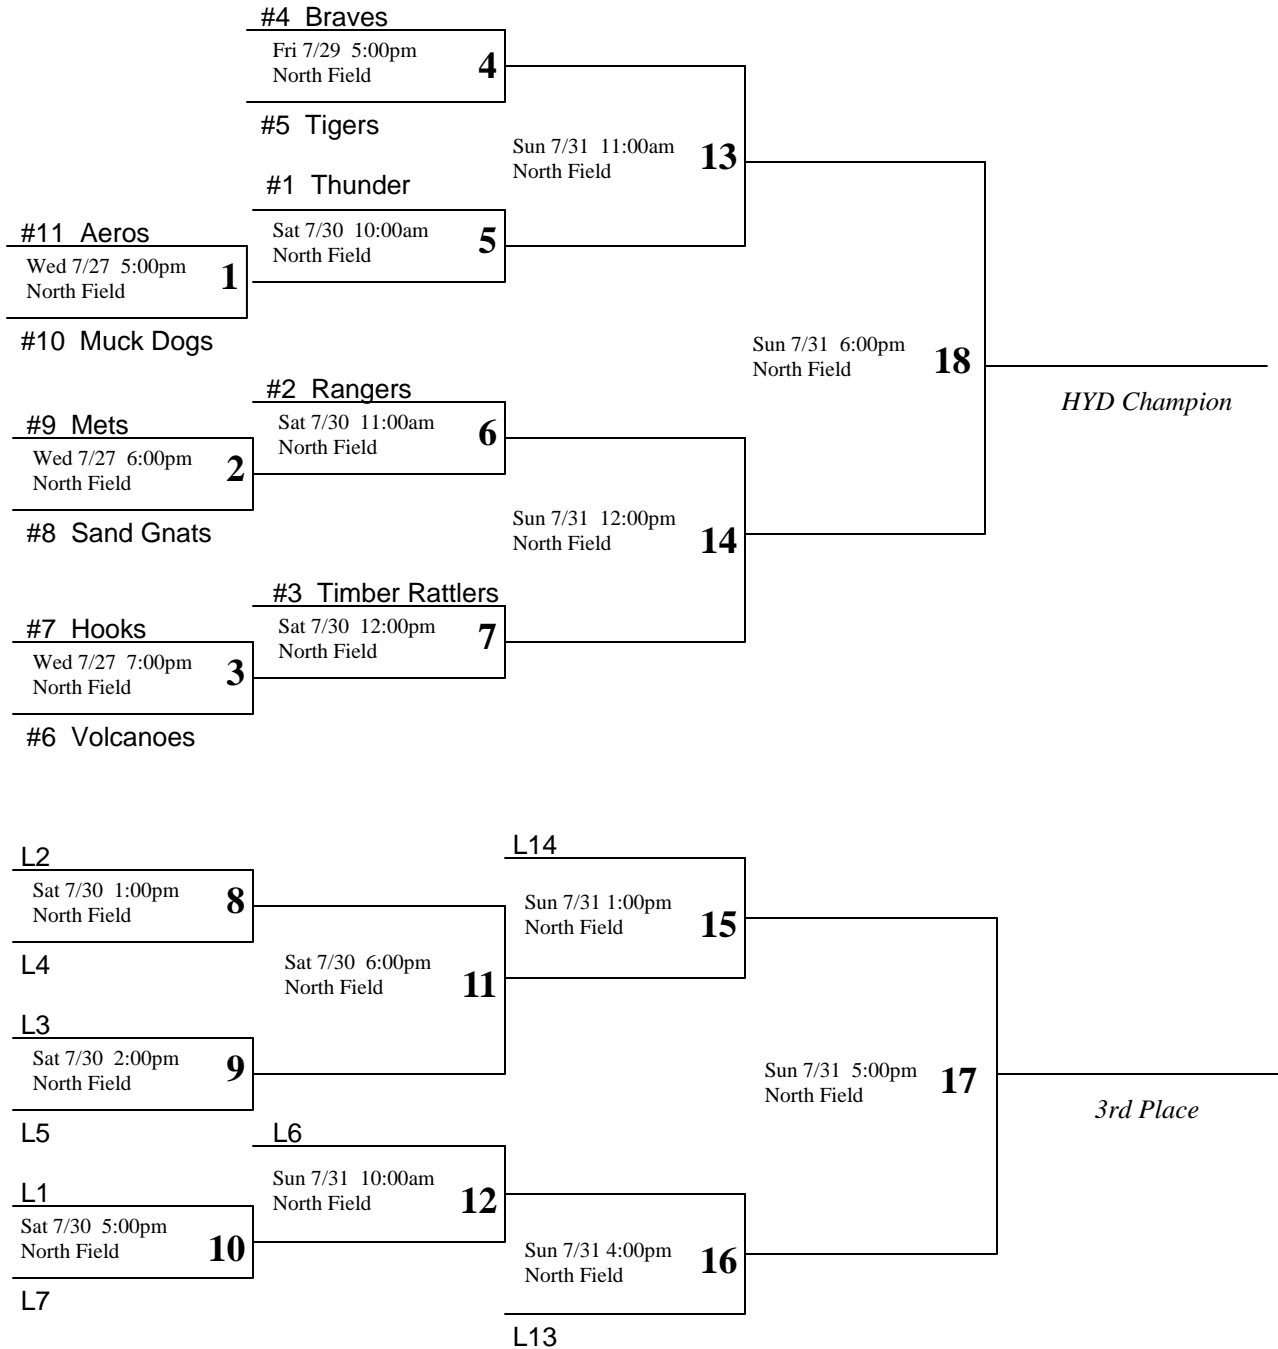 #4 Braves
Fri 7/29 5:00pm
North Field
4
#5 Tigers
Sun 7/31 11:00am
North Field
13
#1 Thunder
Sat 7/30 10:00am
North Field
5
#11 Aeros
Wed 7/27 5:00pm
North Field
1
#10 Muck Dogs
Sun 7/31 6:00pm
North Field
18
HYD Champion
#2 Rangers
Sat 7/30 11:00am
North Field
6
#9 Mets
Wed 7/27 6:00pm
North Field
2
#8 Sand Gnats
Sun 7/31 12:00pm
North Field
14
#3 Timber Rattlers
Sat 7/30 12:00pm
North Field
7
#7 Hooks
Wed 7/27 7:00pm
North Field
3
#6 Volcanoes
L2
Sat 7/30 1:00pm
North Field
8
L4
L14
Sun 7/31 1:00pm
North Field
15
Sat 7/30 6:00pm
North Field
11
L3
Sat 7/30 2:00pm
North Field
9
L5
Sun 7/31 5:00pm
North Field
17
3rd Place
L6
Sun 7/31 10:00am
North Field
12
L1
Sat 7/30 5:00pm
North Field
10
L7
Sun 7/31 4:00pm
North Field
16
L13